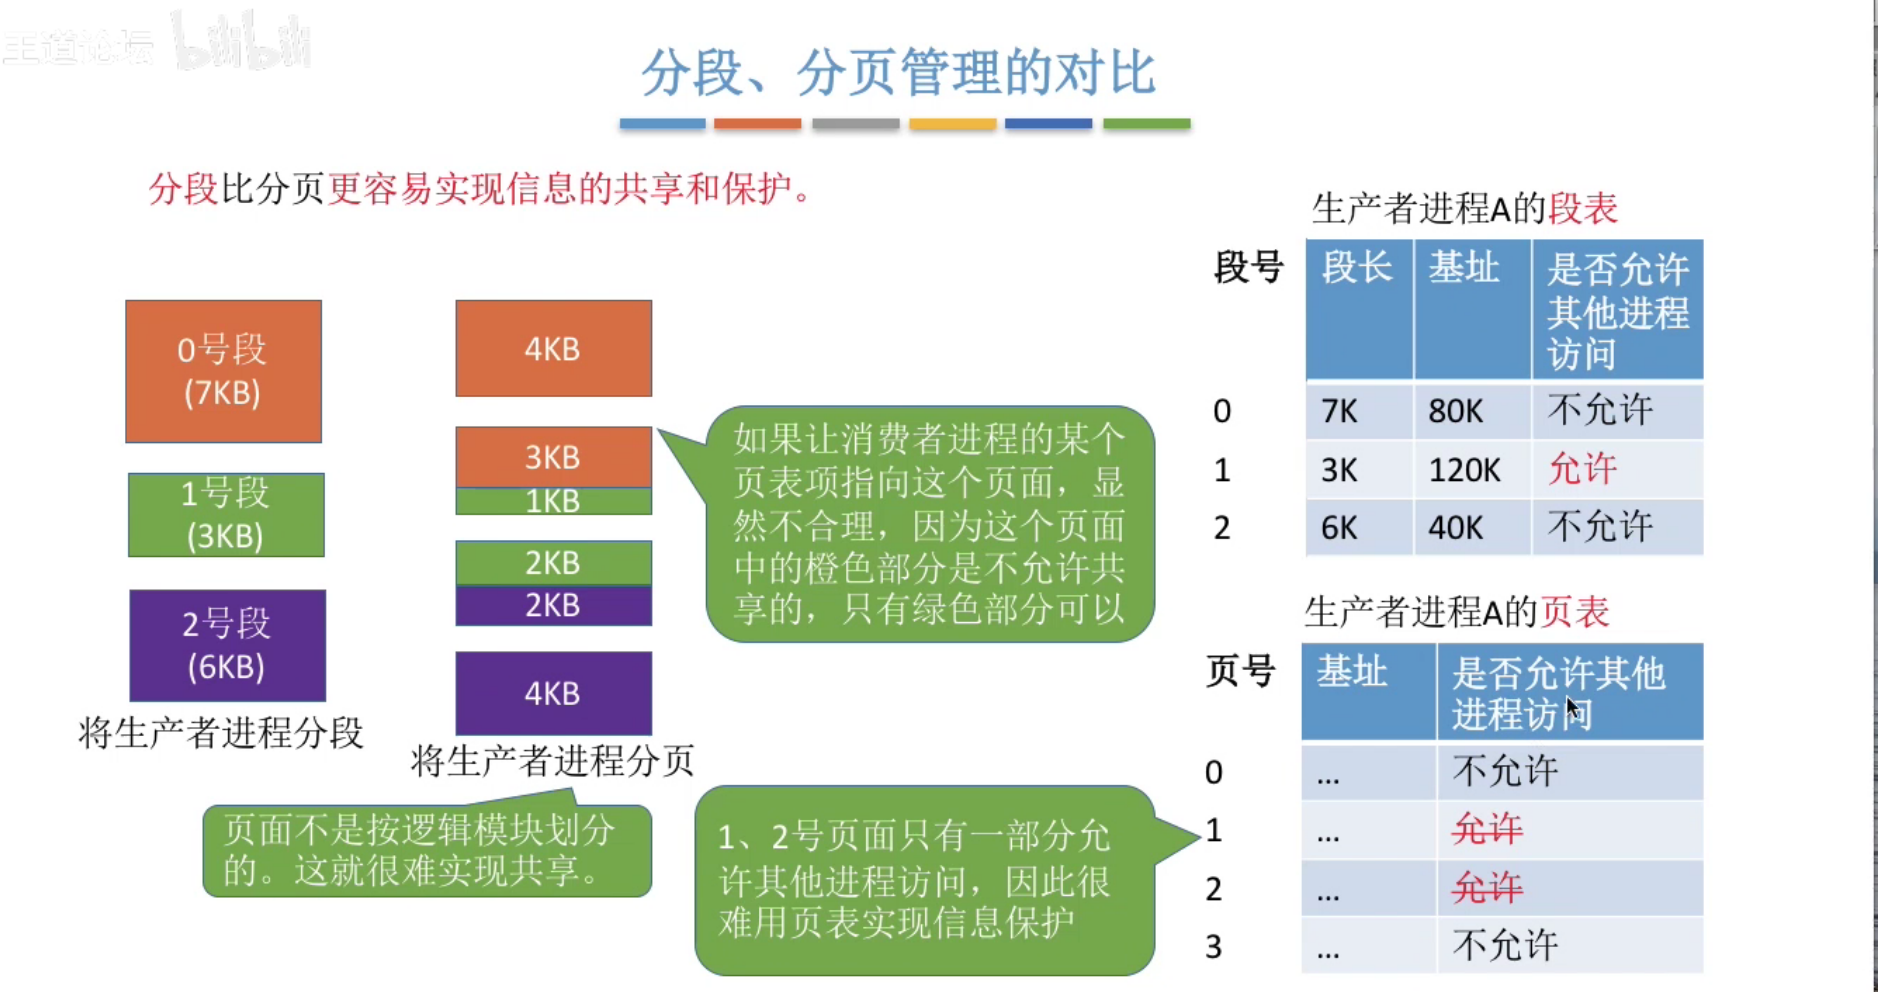 王道论坛 bilibili
分段、分页管理的对比
分段比分页更容易实现信息的共享和保护。
0号段
(7KB)
1号段
(3KB)
2号段
(6KB)
将生产者进程分段
4KB
3KB
1KB
2KB
2KB
4KB
将生产者进程分页
页面不是按逻辑模块划分
的。这就很难实现共享。
如果让消费者进程的某个
页表项指向这个页面，显
然不合理，因为这个页面
中的橙色部分是不允许共
享的，只有绿色部分可以
1、2号页面只有一部分允
许其他进程访问，因此很
难用页表实现信息保护
生产者进程A的段表
段号 段长 基址 是否允许
其他进程
访问
0 7K 80K 不允许
1 3K 120K 允许
2 6K 40K 不允许
生产者进程A的页表
页号 基址 是否允许其他
进程访问
0 ... 不允许
1 ... 允许
2 ... 允许
3 ... 不允许